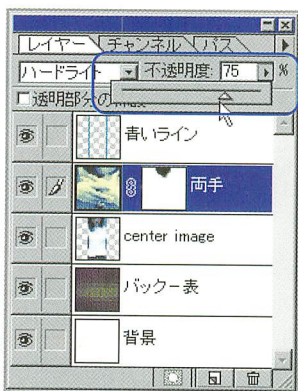 レイヤー チャンネル パス
ハードライト 不透明度: 75 %
透明部分の
青いライン
両手
center image
バックー表
背景